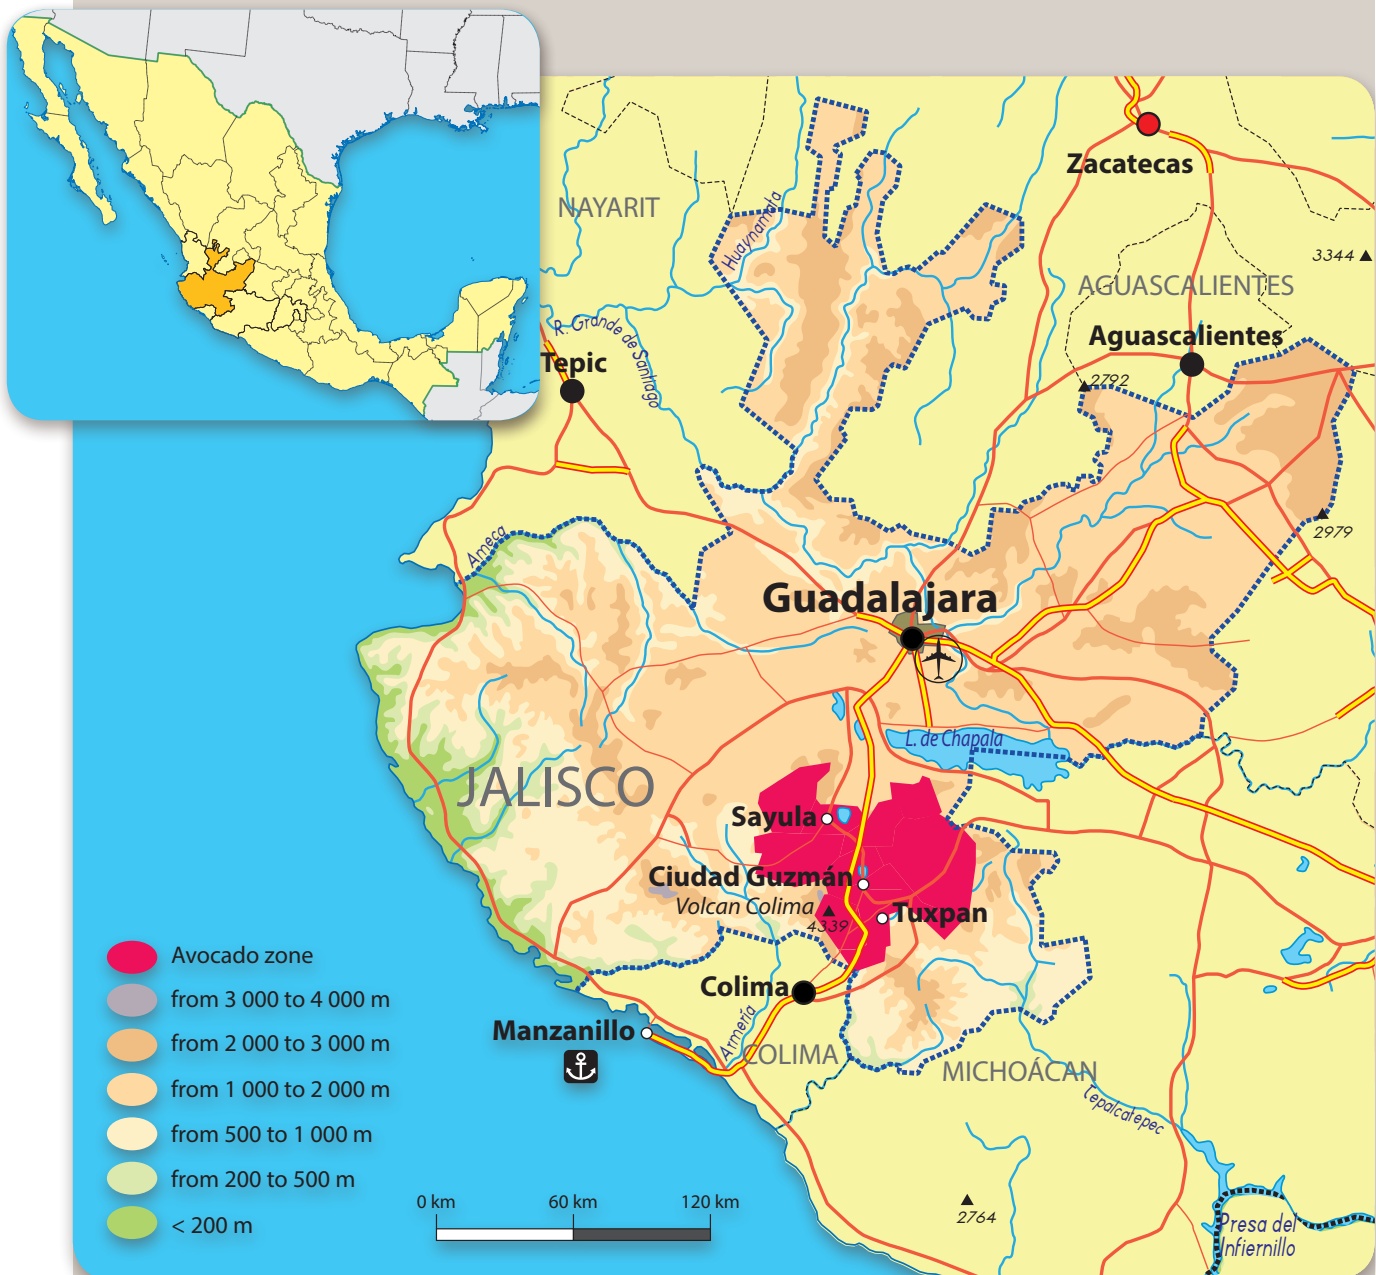 Zacatecas
NAYARIT
Huaynamata
3344
AGUASCALIENTES
R. Grande de Santiago
Aguascalientes
Tepic
2792
2979
Ameca
Guadalajara
L. de Chapala
JALISCO
Sayula
Ciudad Guzmán
Volcan Colima
4339
Tuxpan
Avocado zone
from 3 000 to 4 000 m
from 2 000 to 3 000 m
from 1 000 to 2 000 m
from 500 to 1 000 m
from 200 to 500 m
< 200 m
Colima
Manzanillo
Armería
COLIMA
MICHOÁCAN
Tepalcatepec
0 km
60 km
120 km
2764
Presa del
Infiernillo